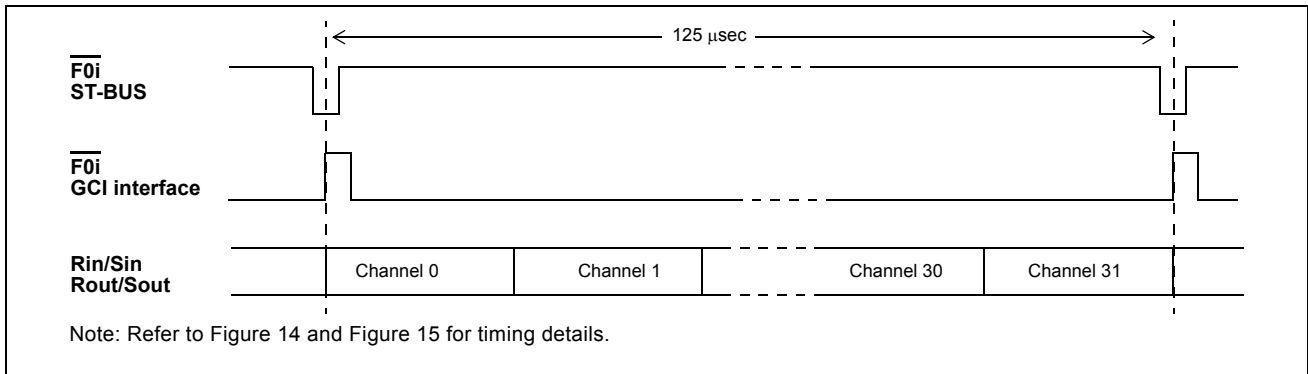 125 μsec
F0i
ST-BUS
F0i
GCI interface
Rin/Sin
Rout/Sout
Channel 0
Channel 1
Channel 30
Channel 31
Note: Refer to Figure 14 and Figure 15 for timing details.